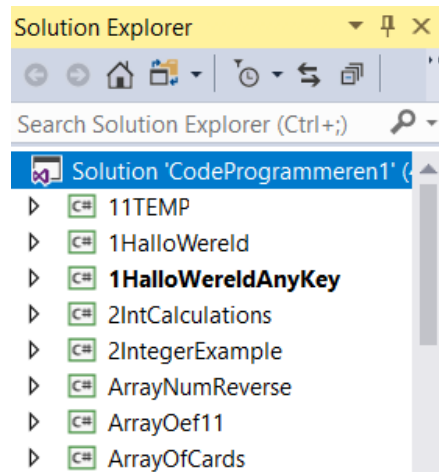 Solution Explorer
Search Solution Explorer (Ctrl+;)
Solution 'CodeProgrammeren1' (
C# 11TEMP
C# 1HalloWereld
C# 1HalloWereldAnyKey
C# 2IntCalculations
C# 2IntegerExample
C# ArrayNumReverse
C# ArrayOef11
C# ArrayOfCards